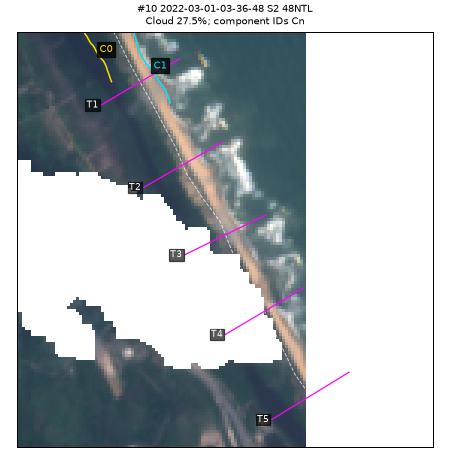 #10 2022-03-01-03-36-48 S2 48NTL
Cloud 27.5%; component IDs Cn
C0
C1
T1
T2
T3
T4
T5